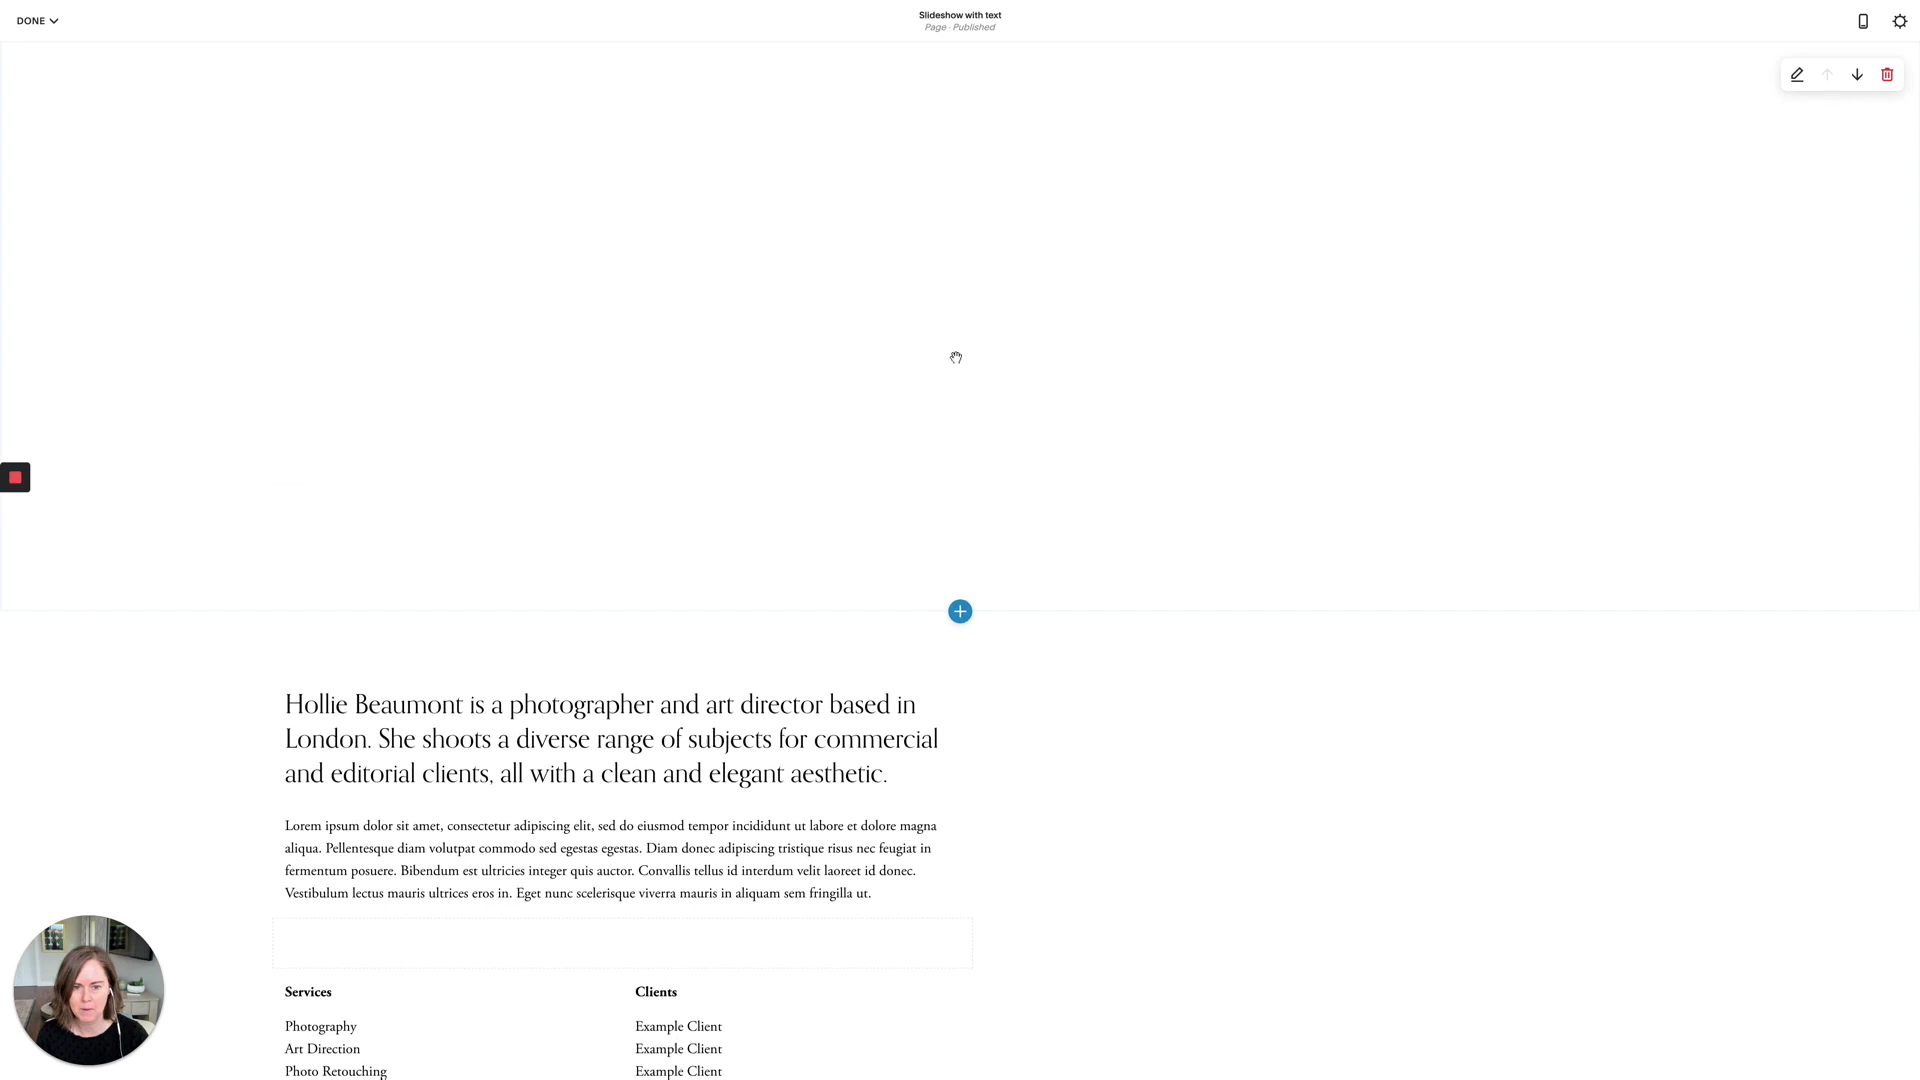 DONE
Slideshow with text
Page · Published
Hollie Beaumont is a photographer and art director based in
London. She shoots a diverse range of subjects for commercial
and editorial clients, all with a clean and elegant aesthetic.
Lorem ipsum dolor sit amet, consectetur adipiscing elit, sed do eiusmod tempor incididunt ut labore et dolore magna
aliqua. Pellentesque diam volutpat commodo sed egestas egestas. Diam donec adipiscing tristique risus nec feugiat in
fermentum posuere. Bibendum est ultricies integer quis auctor. Convallis tellus id interdum velit laoreet id donec.
Vestibulum lectus mauris ultrices eros in. Eget nunc scelerisque viverra mauris in aliquam sem fringilla ut.
Services
Photography
Art Direction
Photo Retouching
Clients
Example Client
Example Client
Example Client